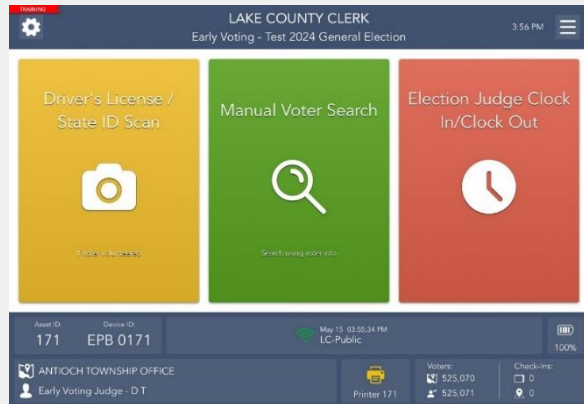 TRAINING
LAKE COUNTY CLERK
Early Voting - Test 2024 General Election
3:56 PM
Driver's License /
State ID Scan
Manual Voter Search
Search using voter info
Election Judge Clock
In/Clock Out
Asset ID:
171
Device ID:
EPB 0171
May 15 03:55:34 PM
LC-Public
100%
ANTIOCH TOWNSHIP OFFICE
Early Voting Judge - D T
Printer 171
Voters:
525,070
525,071
Check-Ins:
0
0